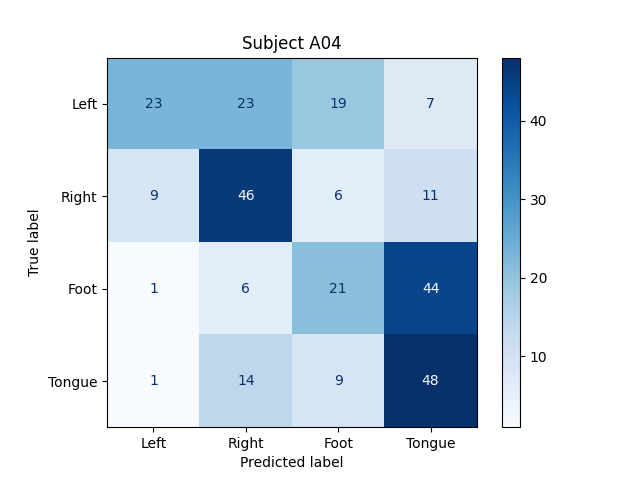 Subject A04
Left 23 23 19 7
Right 9 46 6 11
Foot 1 6 21 44
Tongue 1 14 9 48
Left Right Foot Tongue
Predicted label
True label
40
30
20
10